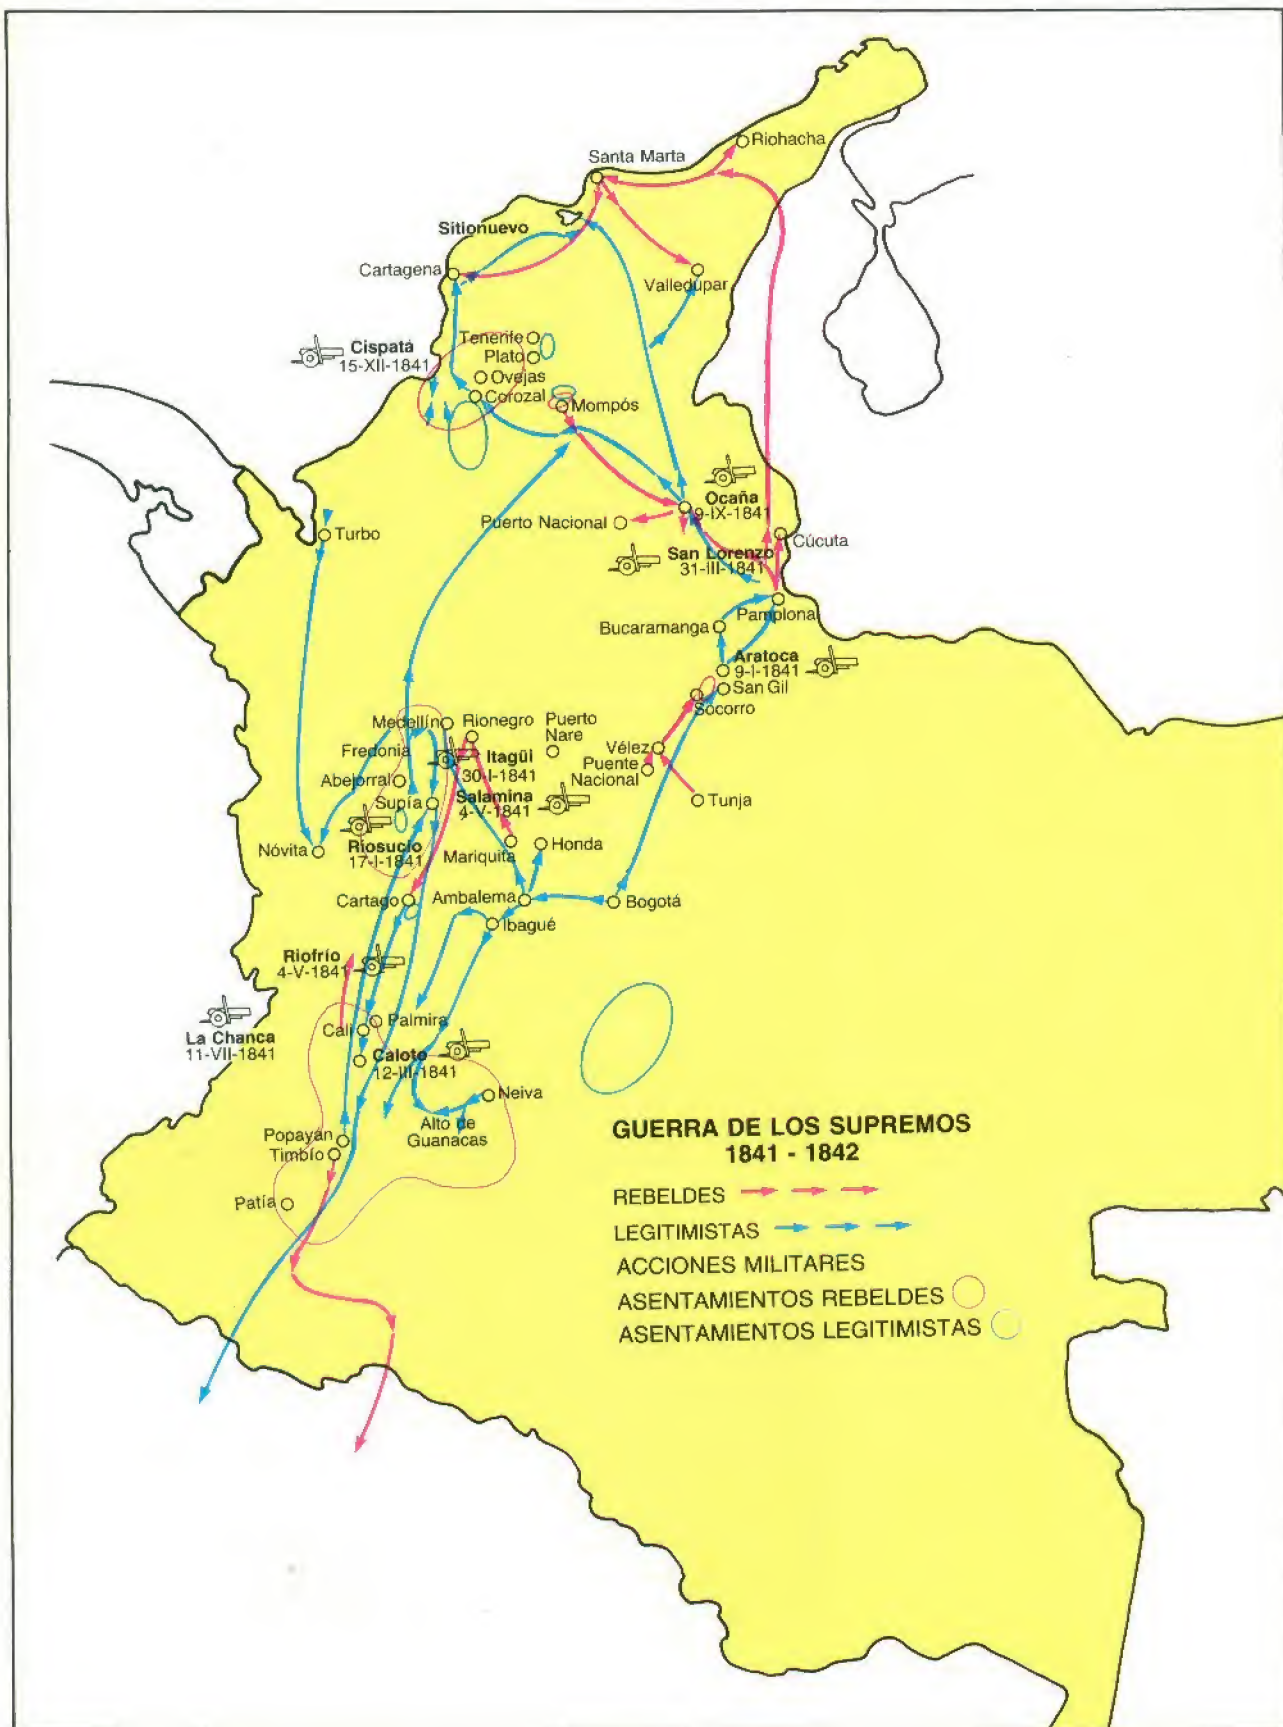 Riohacha
Santa Marta
Sitionuevo
Cartagena
Valledupar
Tenerife
Cispatá
15-XII-1841
Plato
Ovejas
Corozal
Mompós
Ocaña
9-IX-1841
Puerto Nacional
Turbo
Cúcuta
San Lorenzo
31-III-1841
Pamplona
Bucaramanga
Aratoca
9-I-1841
San Gil
Socorro
Medellín
Rionegro
Puerto
Nare
Fredonia
Itagüí
30-I-1841
Vélez
Puente
Nacional
Abejorral
Supía
Salamina
4-V-1841
Tunja
Riosucio
17-I-1841
Nóvita
Mariquita
Honda
Cartago
Ambalema
Bogotá
Ibagué
Riofrío
4-V-1841
La Chanca
11-VII-1841
Palmira
Cali
Caloto
12-III-1841
Neiva
Alto de
Guanacas
Popayán
Timbío
Patía
GUERRA DE LOS SUPREMOS
1841 - 1842
REBELDES
LEGITIMISTAS
ACCIONES MILITARES
ASENTAMIENTOS REBELDES
ASENTAMIENTOS LEGITIMISTAS